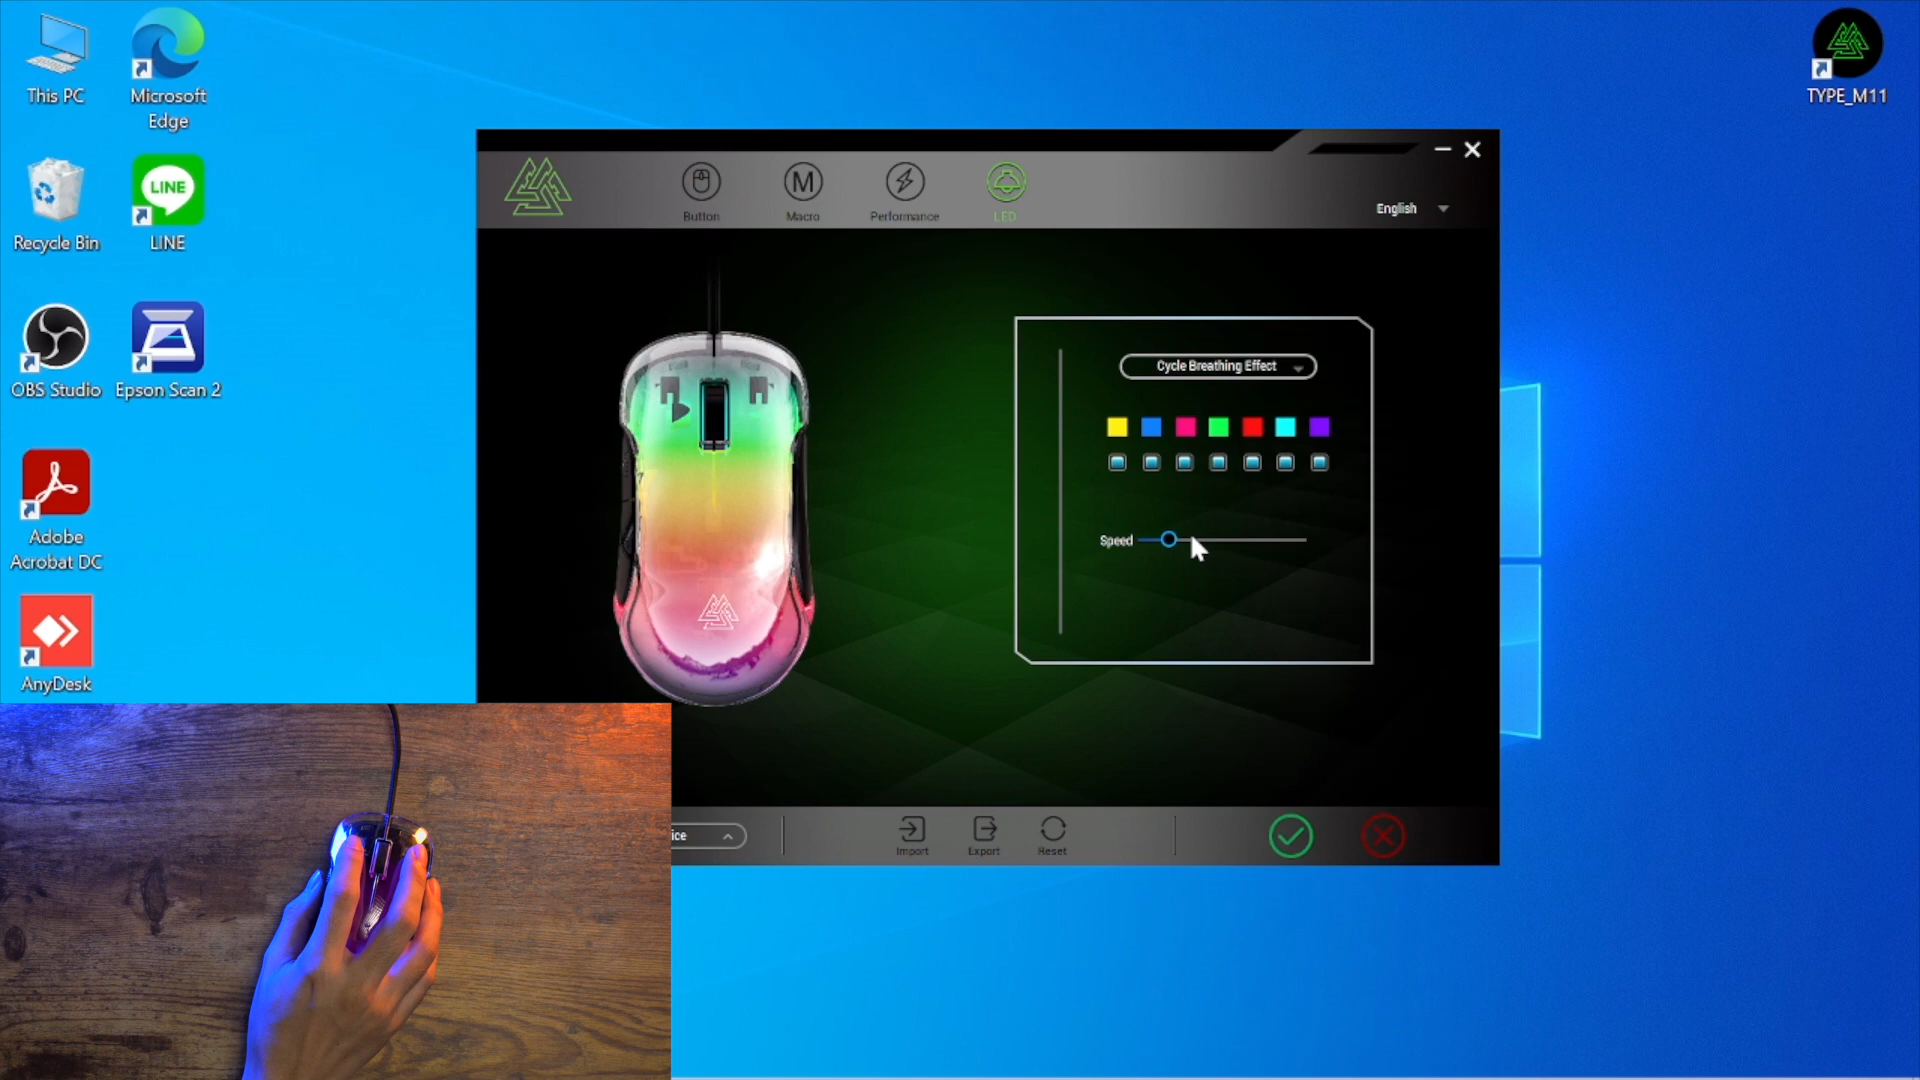 This PC
Microsoft
Edge
TYPE_M11
Recycle Bin
LINE
LINE
OBS Studio
Epson Scan 2
Adobe
Acrobat DC
AnyDesk
Button
M
Macro
Performance
LED
English
Cycle Breathing Effect
Speed
ice
Import
Export
Reset